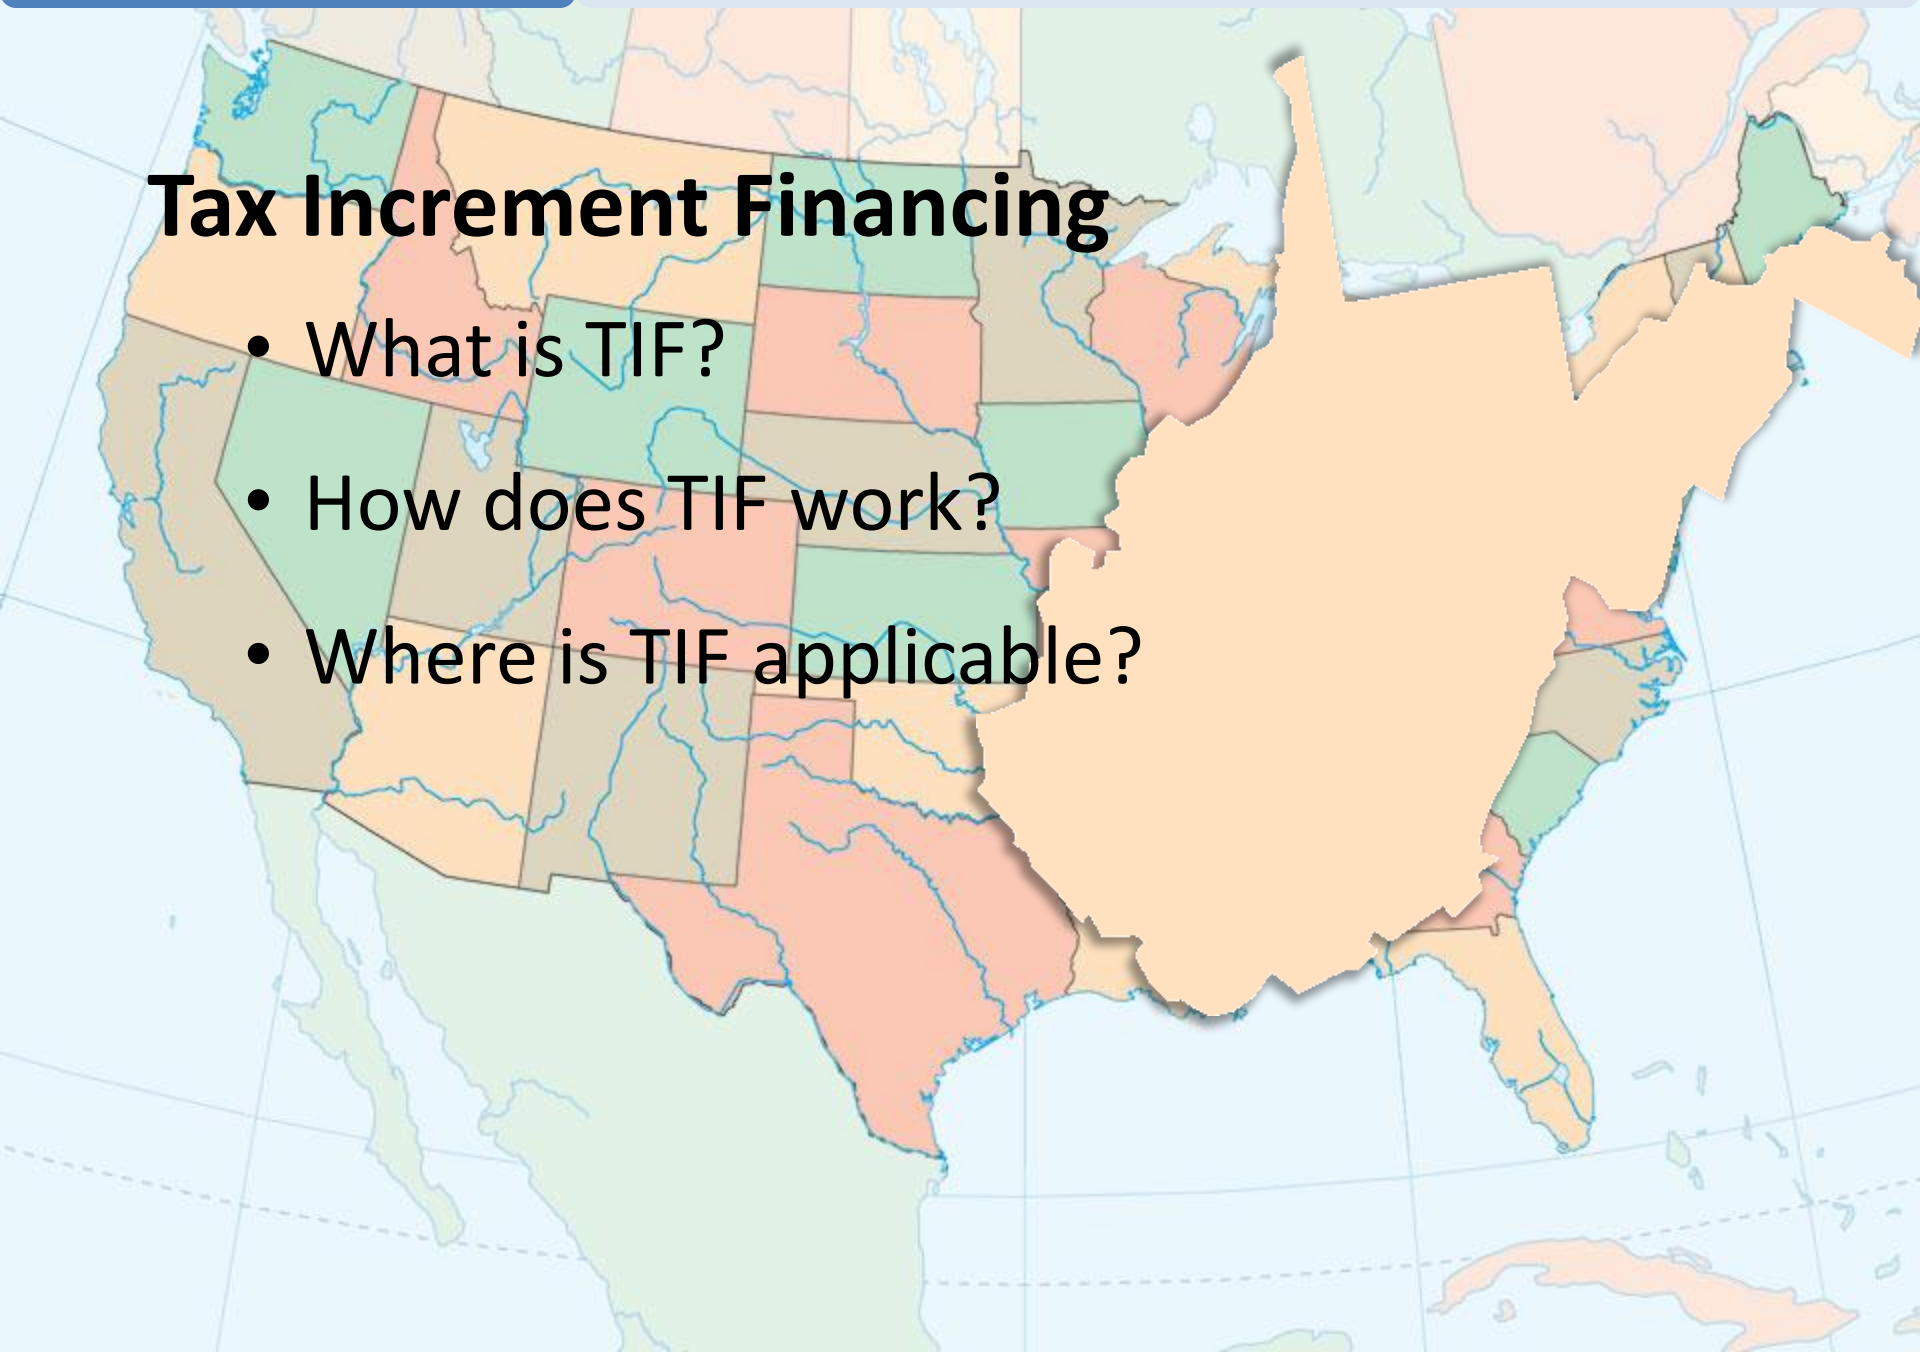 Tax Increment Financing
• What is TIF?
• How does TIF work?
• Where is TIF applicable?